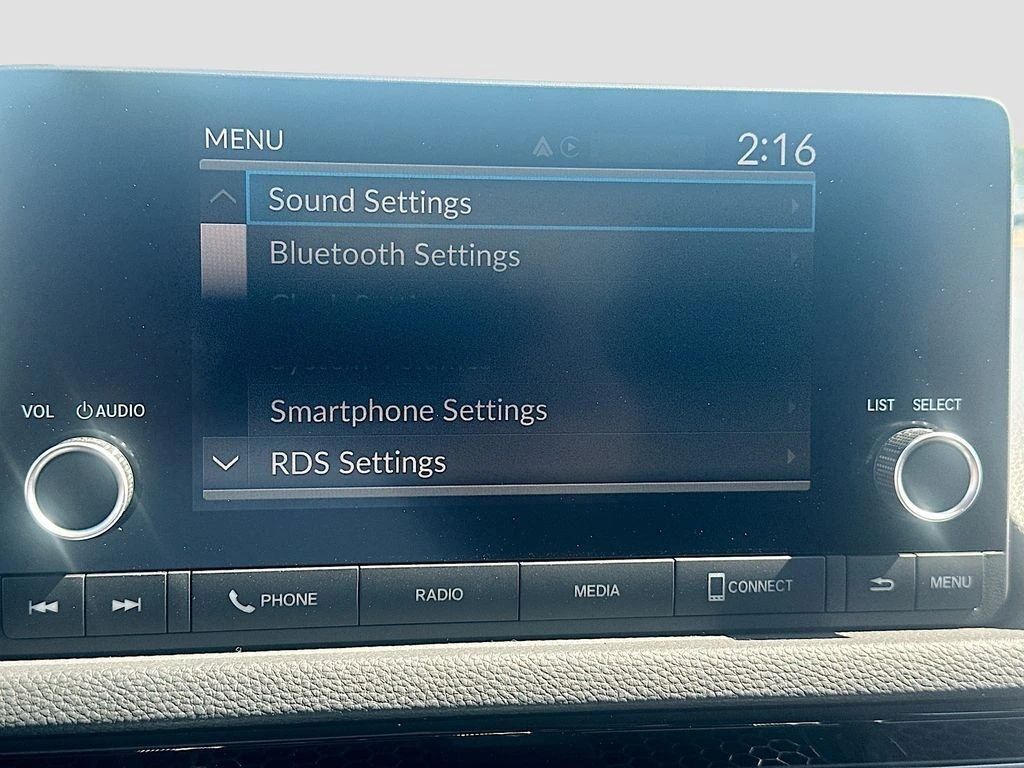 MENU
2:16
Sound Settings
Bluetooth Settings
Smartphone Settings
RDS Settings
VOL AUDIO
LIST SELECT
PHONE
RADIO
MEDIA
CONNECT
MENU